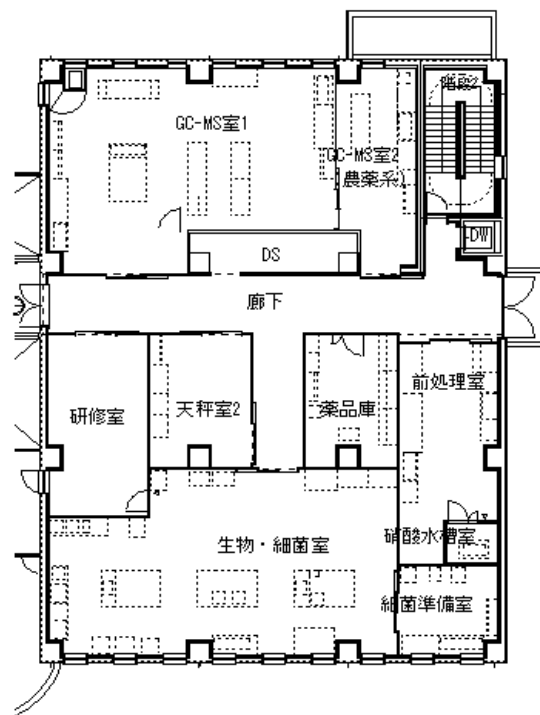 階段2
GC-MS室1
GC-MS室2
(農薬系)
DW
DS
廊下
前処理室
研修室
天秤室2
薬品庫
硝酸水槽室
生物・細菌室
細菌準備室